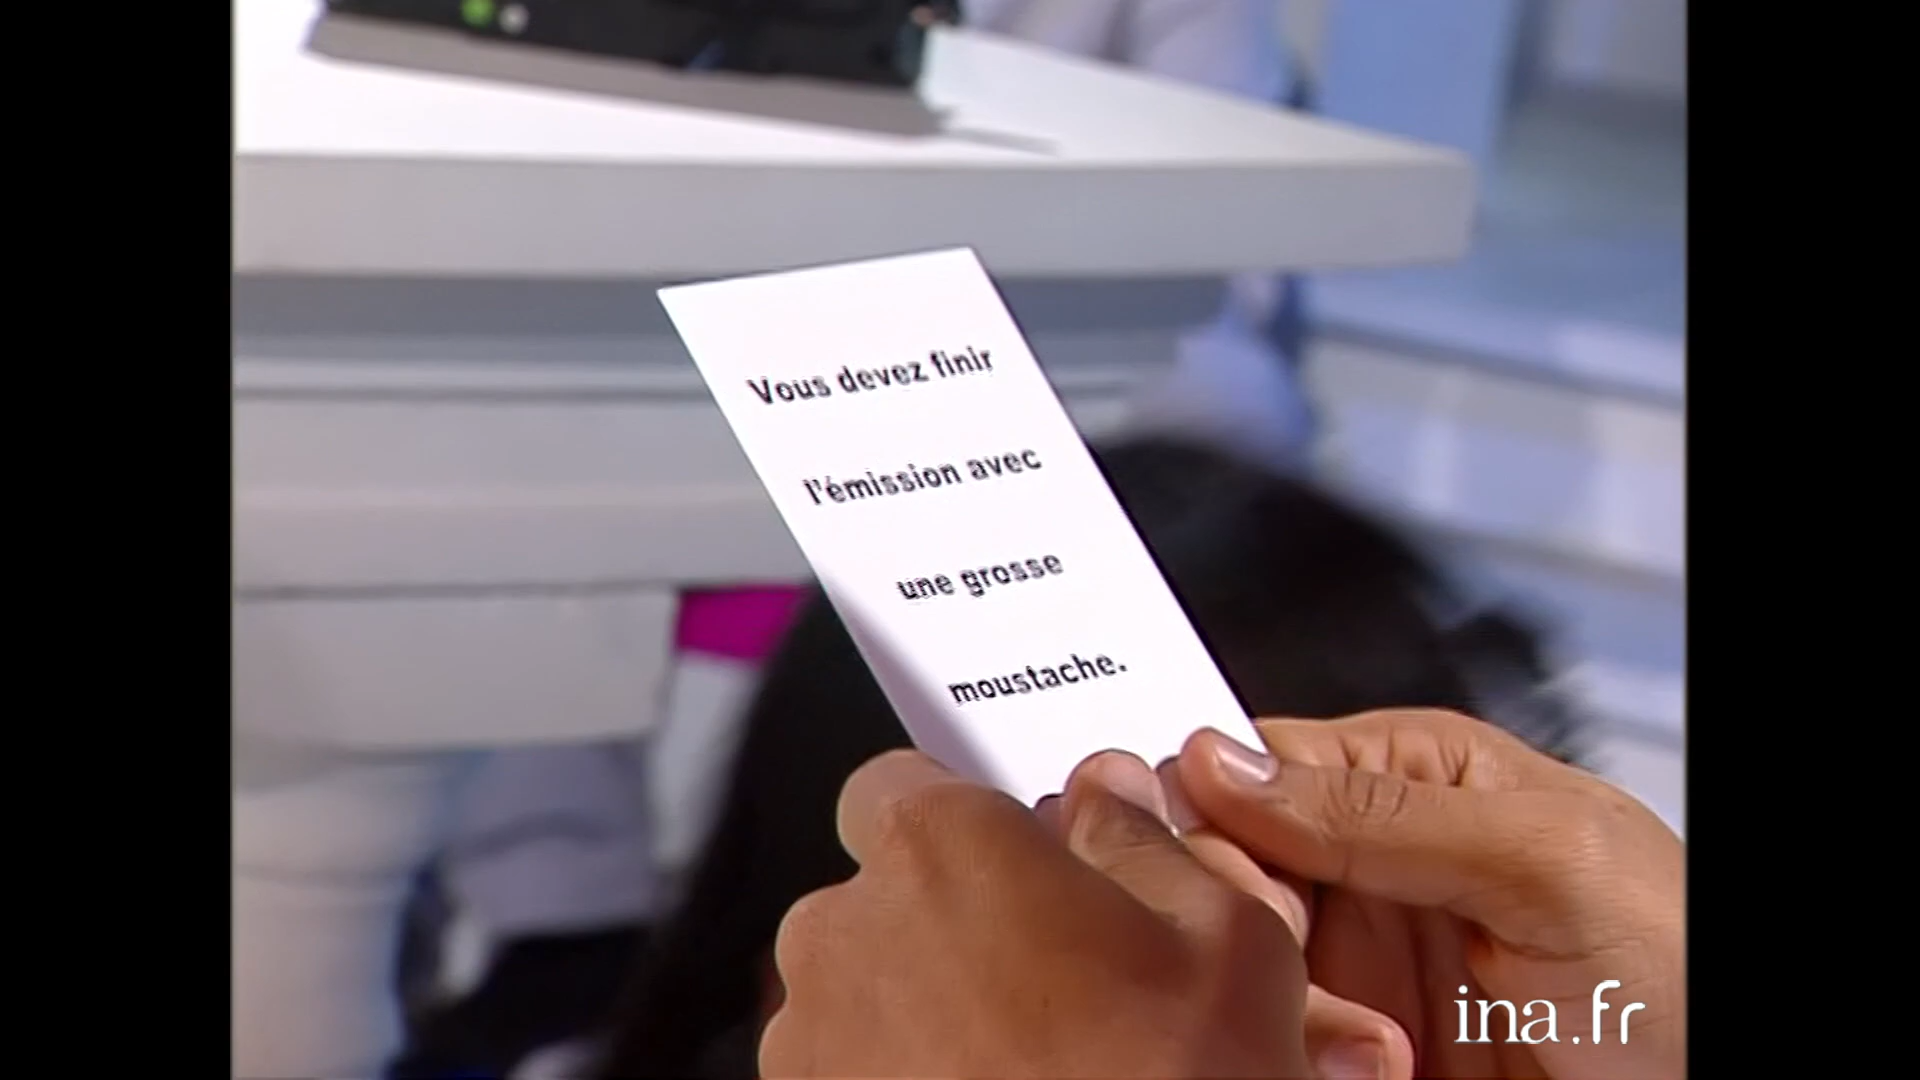 Vous devez finir
l'émission avec
une grosse
moustache.
ina.fr